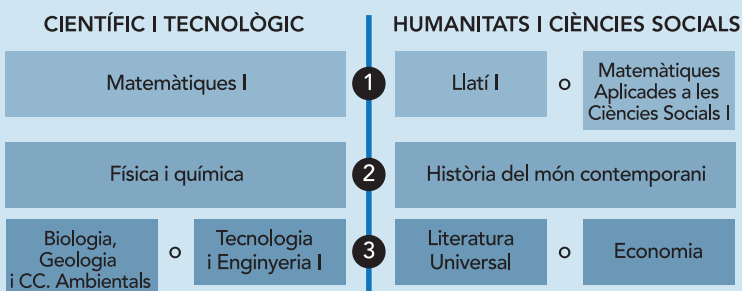 CIENTÍFIC I TECNOLÒGIC
HUMANITATS I CIÈNCIES SOCIALS
Matemàtiques I
1
Llatí I
o
Matemàtiques
Aplicades a les
Ciències Socials I
Física i química
2
Història del món contemporani
Biologia,
Geologia
i CC. Ambientals
o
Tecnologia
i Enginyeria I
3
Literatura
Universal
o
Economia